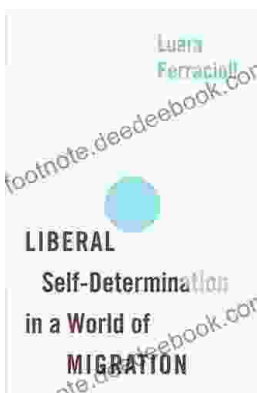 Luara
Ferracioli
footnote.deedeebook.com
LIBERAL
Self-Determination
in a World of
MIGRATION